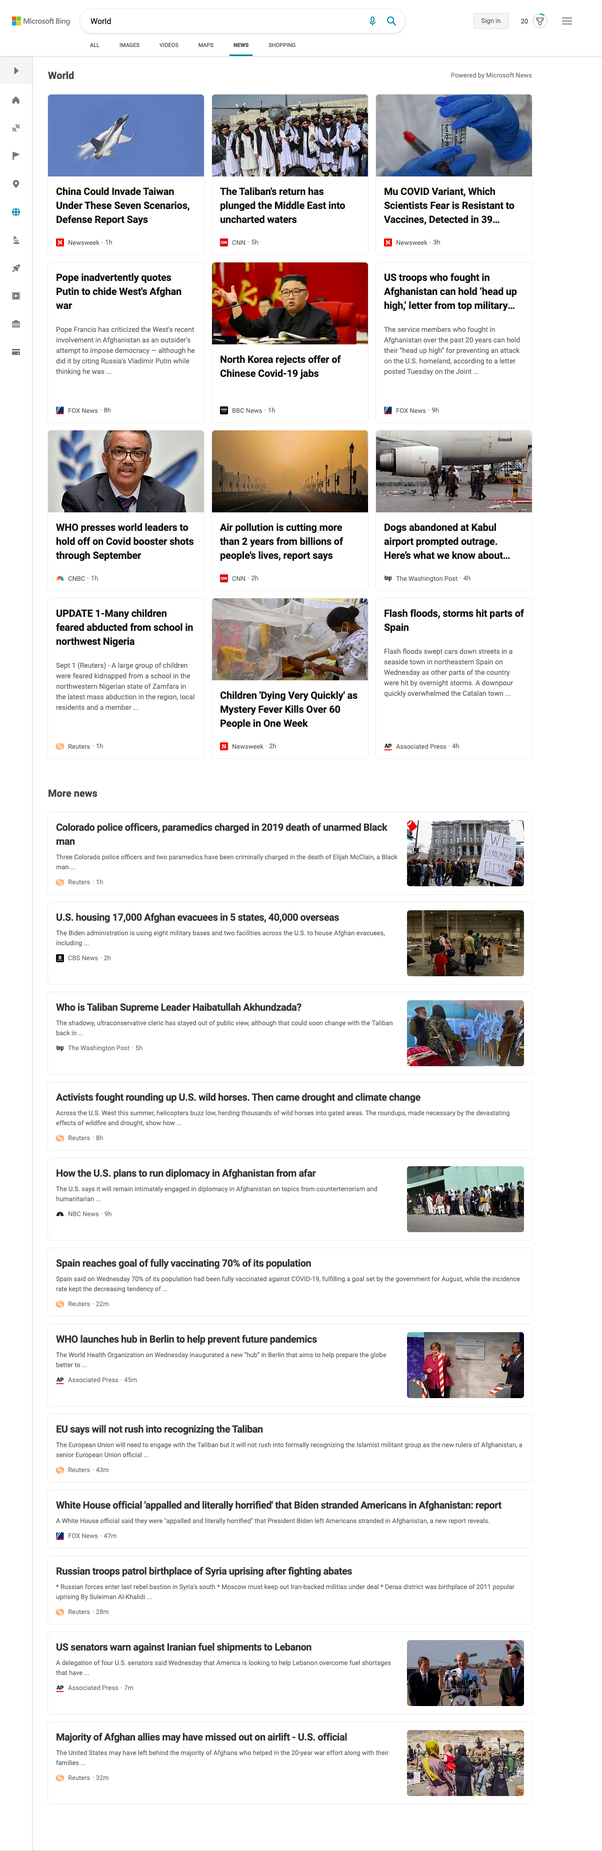 Microsoft Bing
World
Sign in
20
ALL IMAGES VIDEOS MAPS NEWS SHOPPING
World
Powered by Microsoft News
China Could Invade Taiwan
Under These Seven Scenarios,
Defense Report Says
Newsweek · 1h
The Taliban's return has
plunged the Middle East into
uncharted waters
CNN · 5h
Mu COVID Variant, Which
Scientists Fear is Resistant to
Vaccines, Detected in 39...
Newsweek · 3h
Pope inadvertently quotes
Putin to chide West's Afghan
war
Pope Francis has criticized the West's recent
involvement in Afghanistan as an outsider's
attempt to impose democracy — although he
did it by citing Russia's Vladimir Putin while
thinking he was ...
FOX News · 8h
North Korea rejects offer of
Chinese Covid-19 jabs
BBC News · 1h
US troops who fought in
Afghanistan can hold 'head up
high,' letter from top military...
The service members who fought in
Afghanistan over the past 20 years can hold
their "head up high" for preventing an attack
on the U.S. homeland, according to a letter
posted Tuesday on the Joint ...
FOX News · 9h
WHO presses world leaders to
hold off on Covid booster shots
through September
CNBC · 1h
Air pollution is cutting more
than 2 years from billions of
people's lives, report says
CNN · 2h
Dogs abandoned at Kabul
airport prompted outrage.
Here's what we know about...
The Washington Post · 4h
UPDATE 1-Many children
feared abducted from school in
northwest Nigeria
Sept 1 (Reuters) - A large group of children
were feared kidnapped from a school in the
northwestern Nigerian state of Zamfara in
the latest mass abduction in the region, local
residents and a member ...
Reuters · 1h
Children 'Dying Very Quickly' as
Mystery Fever Kills Over 60
People in One Week
Newsweek · 2h
Flash floods, storms hit parts of
Spain
Flash floods swept cars down streets in a
seaside town in northeastern Spain on
Wednesday as other parts of the country
were hit by overnight storms. A downpour
quickly overwhelmed the Catalan town ...
AP Associated Press · 4h
More news
Colorado police officers, paramedics charged in 2019 death of unarmed Black
man
Three Colorado police officers and two paramedics have been criminally charged in the death of Elijah McClain, a Black
man ...
Reuters · 1h
WE
REMEMBER
ELIJAH
U.S. housing 17,000 Afghan evacuees in 5 states, 40,000 overseas
The Biden administration is using eight military bases and two facilities across the U.S. to house Afghan evacuees,
including ...
CBS News · 2h
Who is Taliban Supreme Leader Haibatullah Akhundzada?
The shadowy, ultraconservative cleric has stayed out of public view, although that could soon change with the Taliban
back in ...
wp The Washington Post · 5h
Activists fought rounding up U.S. wild horses. Then came drought and climate change
Across the U.S. West this summer, helicopters buzz low, herding thousands of wild horses into gated areas. The roundups, made necessary by the devastating
effects of wildfire and drought, show how ...
Reuters · 8h
How the U.S. plans to run diplomacy in Afghanistan from afar
The U.S. says it will remain intimately engaged in diplomacy in Afghanistan on topics from counterterrorism and
humanitarian ...
NBC News · 9h
Spain reaches goal of fully vaccinating 70% of its population
Spain said on Wednesday 70% of its population had been fully vaccinated against COVID-19, fulfilling a goal set by the government for August, while the incidence
rate kept the decreasing tendency of ...
Reuters · 22m
WHO launches hub in Berlin to help prevent future pandemics
The World Health Organization on Wednesday inaugurated a new "hub" in Berlin that aims to help prepare the globe
better to ...
AP Associated Press · 45m
EU says will not rush into recognizing the Taliban
The European Union will need to engage with the Taliban but it will not rush into formally recognizing the Islamist militant group as the new rulers of Afghanistan, a
senior European Union official ...
Reuters · 43m
White House official 'appalled and literally horrified' that Biden stranded Americans in Afghanistan: report
A White House official said they were "appalled and literally horrified" that President Biden left Americans stranded in Afghanistan, a new report reveals.
FOX News · 47m
Russian troops patrol birthplace of Syria uprising after fighting abates
* Russian forces enter last rebel bastion in Syria's south * Moscow must keep out Iran-backed militias under deal * Deraa district was birthplace of 2011 popular
uprising By Suleiman Al-Khalidi ...
Reuters · 28m
US senators warn against Iranian fuel shipments to Lebanon
A delegation of four U.S. senators said Wednesday that America is looking to help Lebanon overcome fuel shortages
that have ...
AP Associated Press · 7m
Majority of Afghan allies may have missed out on airlift - U.S. official
The United States may have left behind the majority of Afghans who helped in the 20-year war effort along with their
families ...
Reuters · 32m